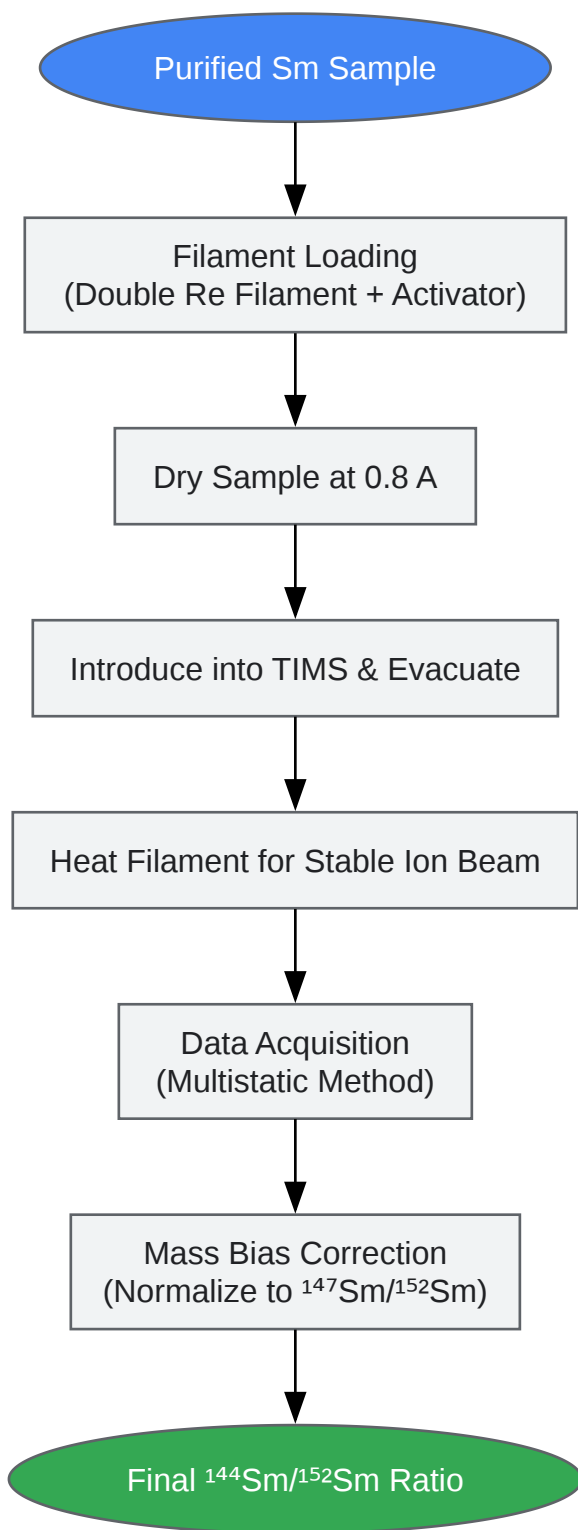 Purified Sm Sample
Filament Loading
(Double Re Filament + Activator)
Dry Sample at 0.8 A
Introduce into TIMS & Evacuate
Heat Filament for Stable Ion Beam
Data Acquisition
(Multistatic Method)
Mass Bias Correction
(Normalize to ¹⁴⁷Sm/¹⁵²Sm)
Final ¹⁴⁴Sm/¹⁵²Sm Ratio